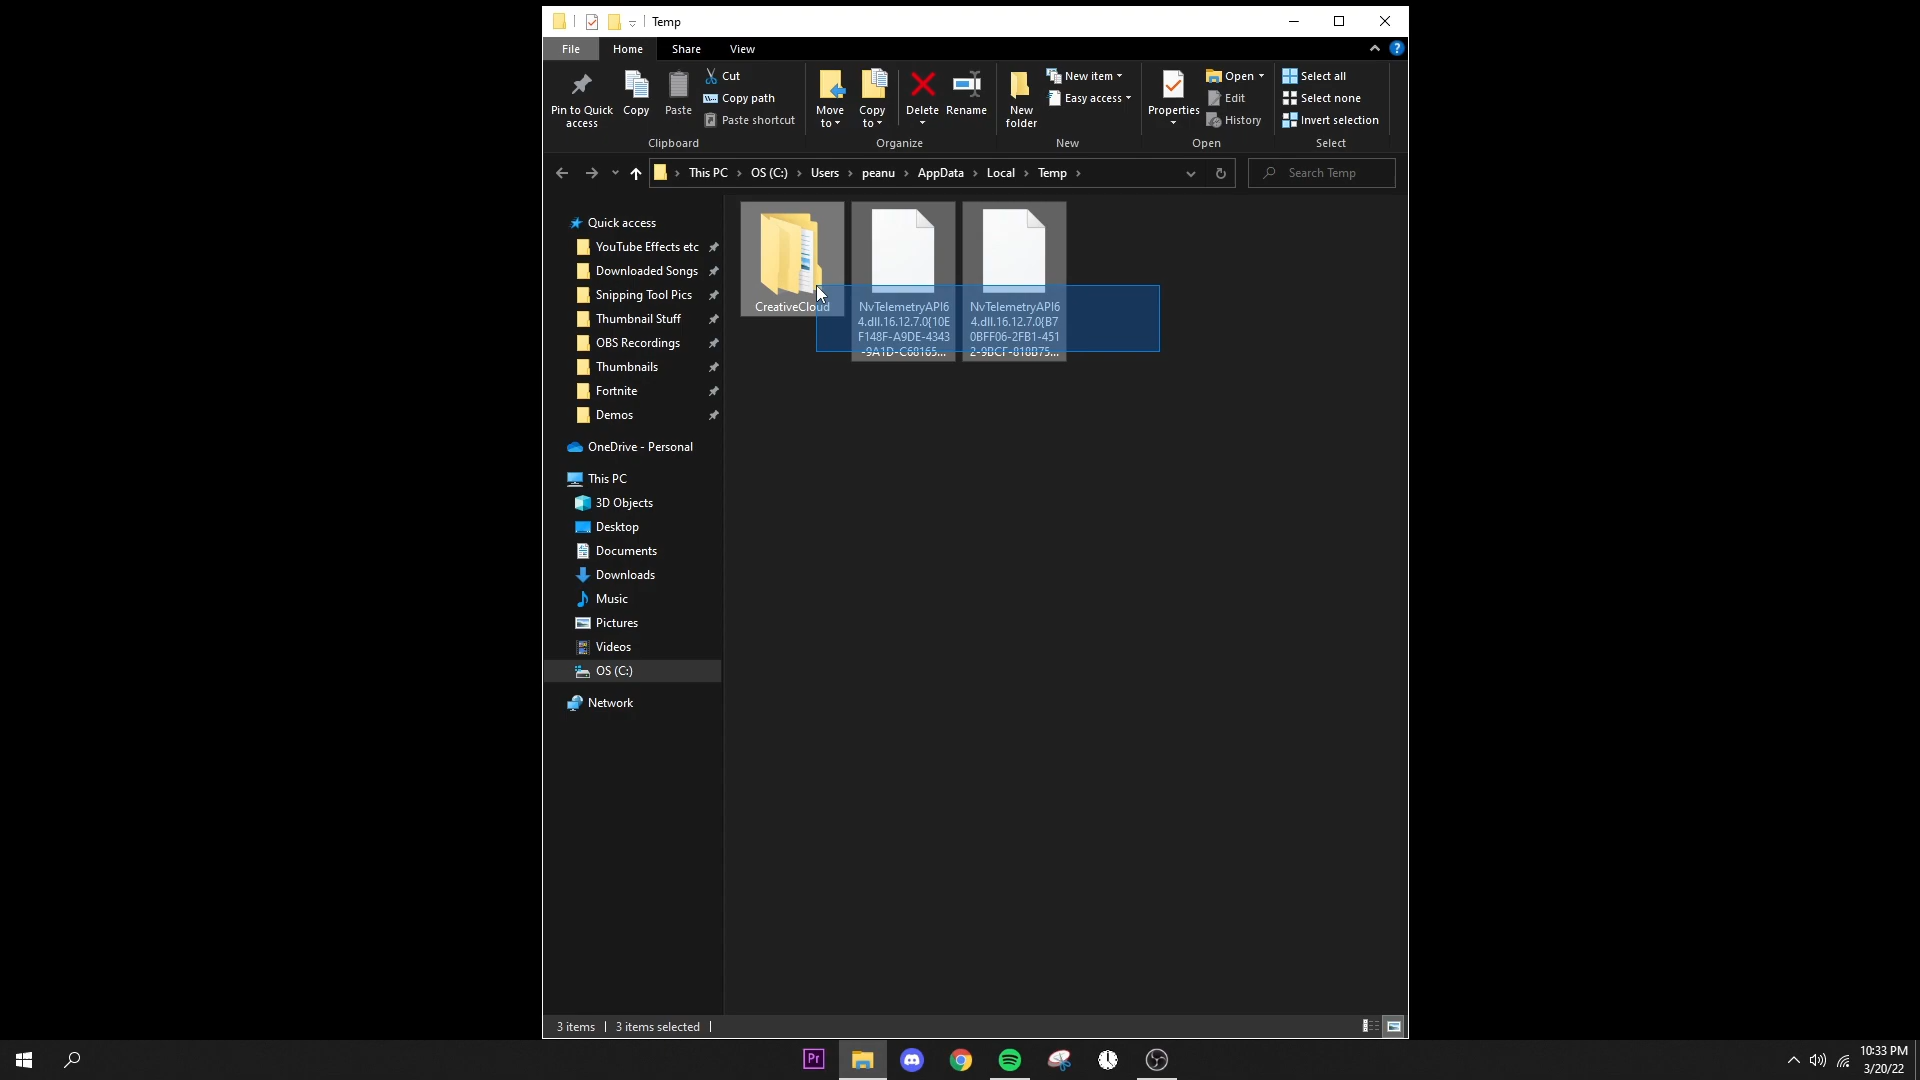 Temp
File Home Share View
Pin to Quick access
Copy
Paste
Cut
Copy path
Paste shortcut
Clipboard
Move to
Copy to
Delete
Rename
Organize
New folder
New item
Easy access
New
Properties
Open
Edit
History
Open
Select all
Select none
Invert selection
Select
This PC > OS (C:) > Users > peanu > AppData > Local > Temp >
Search Temp
Quick access
YouTube Effects etc
Downloaded Songs
Snipping Tool Pics
Thumbnail Stuff
OBS Recordings
Thumbnails
Fortnite
Demos
OneDrive - Personal
This PC
3D Objects
Desktop
Documents
Downloads
Music
Pictures
Videos
OS (C:)
Network
CreativeCloud
NvTelemetryAPI6
4.dll.16.12.7.0{10E
F148F-A9DE-4343
-9A1D-C68165...
NvTelemetryAPI6
4.dll.16.12.7.0{B7
0BFF06-2FB1-451
2-9BCF-818B75...
3 items | 3 items selected |
Pr
10:33 PM
3/20/22